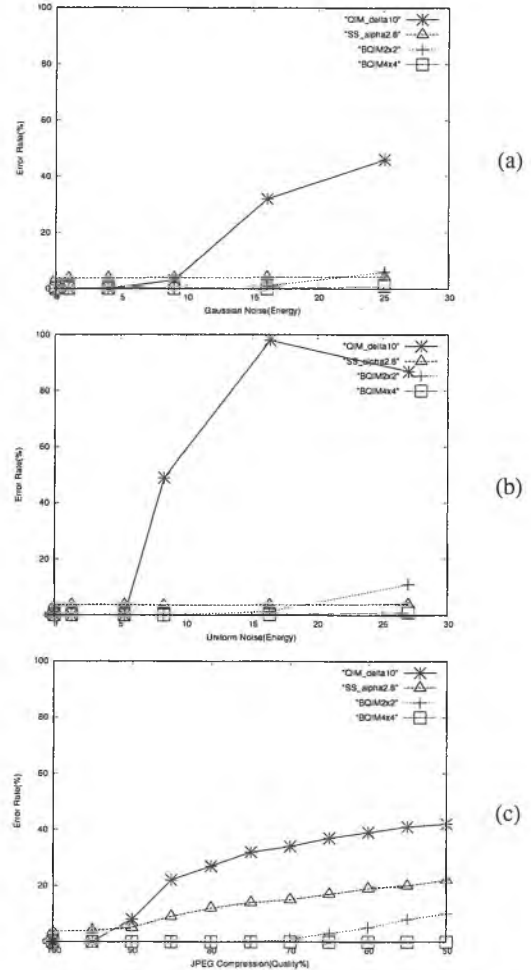 100
80
60
40
20
0
Error Rate(%)
"QIM_delta10"
"SS_alpha2.8"
"BQIM2x2"
"BQIM4x4"
0 5 10 15 20 25 30
Gaussian Noise(Energy)
(a)
100
80
60
40
20
0
Error Rate(%)
"QIM_delta10"
"SS_alpha2.8"
"BQIM2x2"
"BQIM4x4"
5 10 15 20 25 30
Uniform Noise(Energy)
(b)
100
80
60
40
20
0
Error Rate(%)
"QIM_delta10"
"SS_alpha2.8"
"BQIM2x2"
"BQIM4x4"
100 90 80 70 60 50
JPEG Compression(Quality%)
(c)